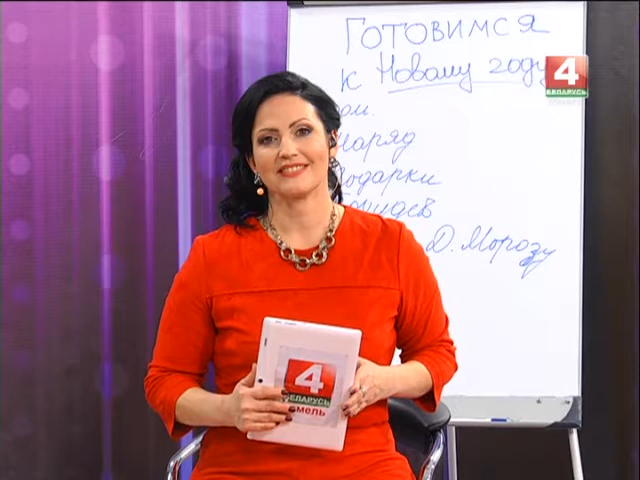 Готовимся
к Новому году
4
БЕЛАРУСЬ
Наряд
Подарки
Д. Морозу
4
БЕЛАРУСЬ